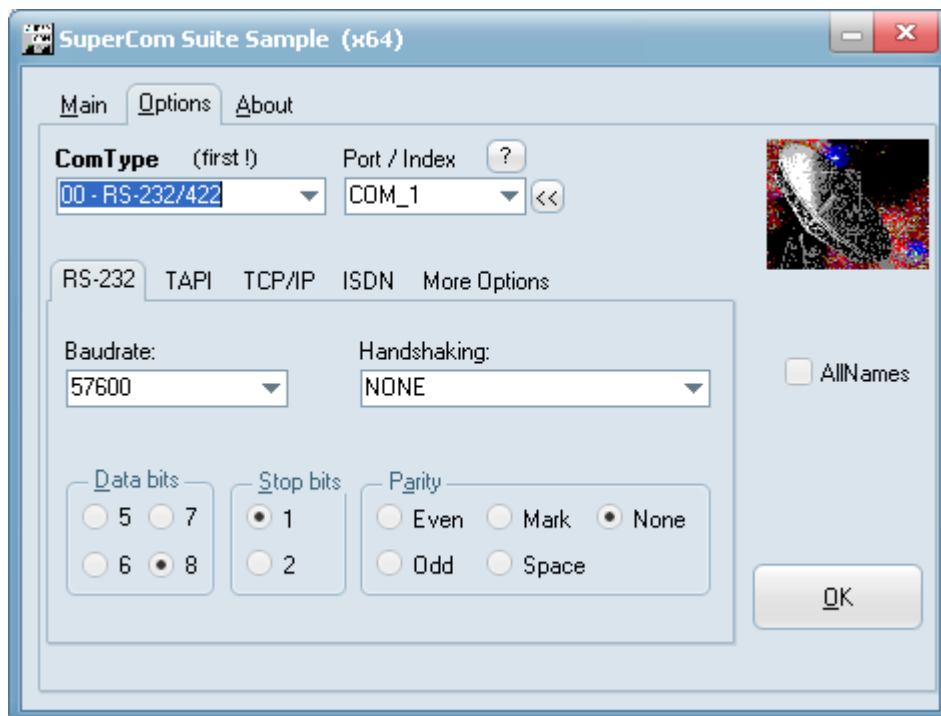 SuperCom Suite Sample (x64)
Main Options About
ComType (first !) Port / Index ?
00 - RS-232/422 COM_1 <<
RS-232 TAPI TCP/IP ISDN More Options
Baudrate: Handshaking:
57600 NONE
AllNames
Data bits Stop bits Parity
5 7 1 Even Mark None
6 8 2 Odd Space
OK